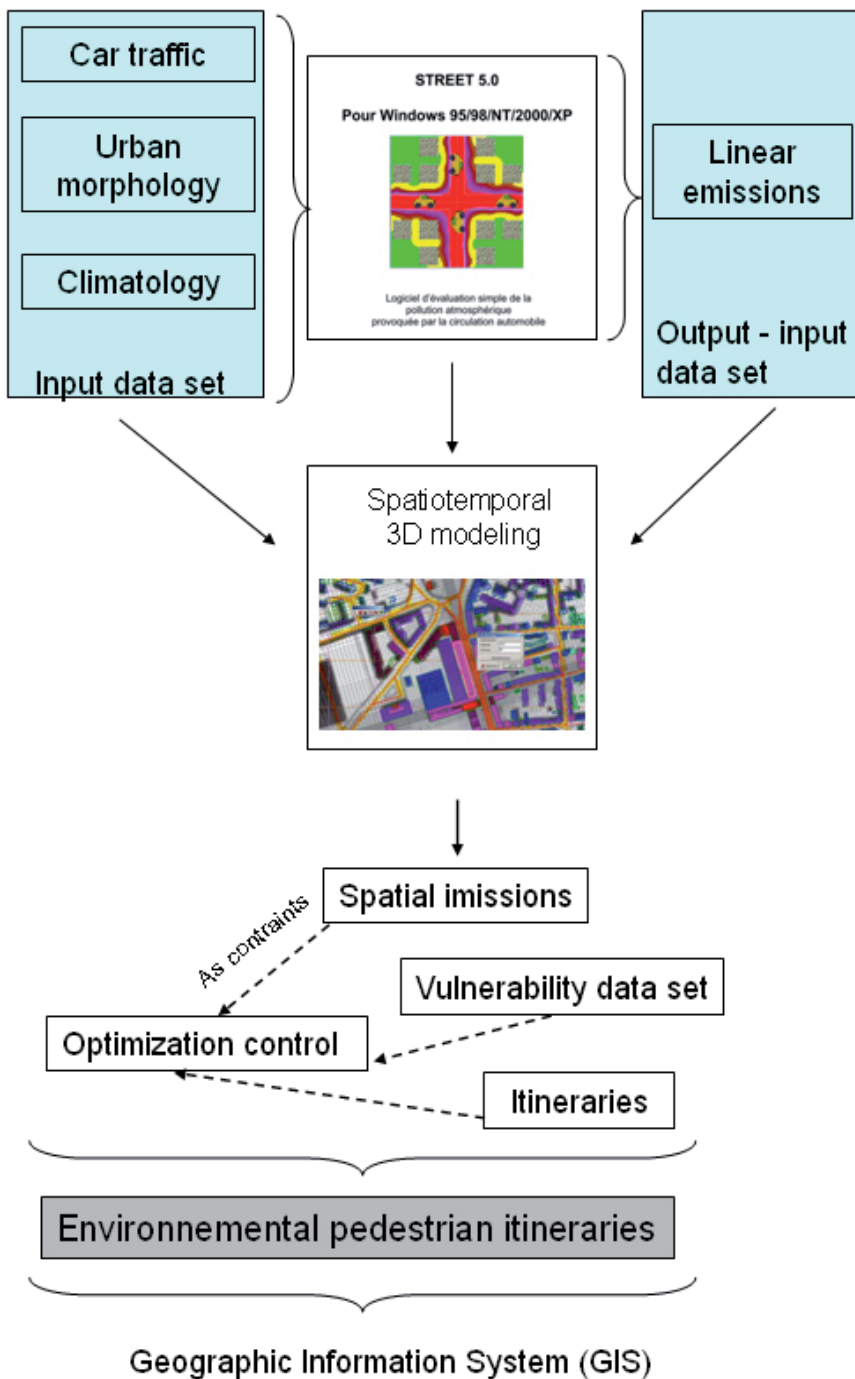 Car traffic
Urban
morphology
Climatology
Input data set
STREET 5.0
Pour Windows 95/98/NT/2000/XP
Logiciel d'évaluation simple de la
pollution atmosphérique
provoquée par la circulation automobile
Linear
emissions
Output - input
data set
Spatiotemporal
3D modeling
Spatial imissions
As contraints
Vulnerability data set
Optimization control
Itineraries
Environnemental pedestrian itineraries
Geographic Information System (GIS)